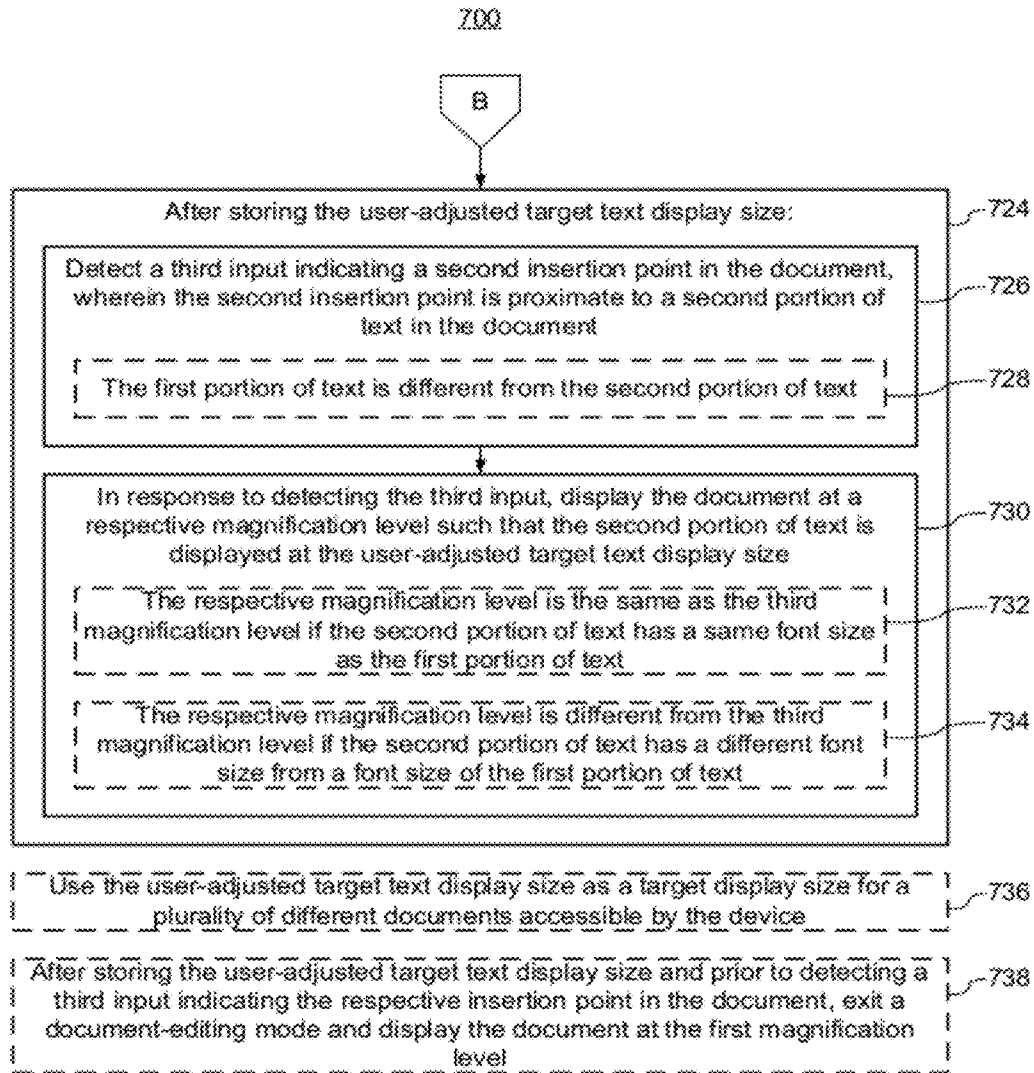 700
B
After storing the user-adjusted target text display size:
724
Detect a third input indicating a second insertion point in the document,
wherein the second insertion point is proximate to a second portion of
text in the document
726
The first portion of text is different from the second portion of text
728
In response to detecting the third input, display the document at a
respective magnification level such that the second portion of text is
displayed at the user-adjusted target text display size
730
The respective magnification level is the same as the third
magnification level if the second portion of text has a same font size
as the first portion of text
732
The respective magnification level is different from the third
magnification level if the second portion of text has a different font
size from a font size of the first portion of text
734
Use the user-adjusted target text display size as a target display size for a
plurality of different documents accessible by the device
736
After storing the user-adjusted target text display size and prior to detecting a
third input indicating the respective insertion point in the document, exit a
document-editing mode and display the document at the first magnification
level
738